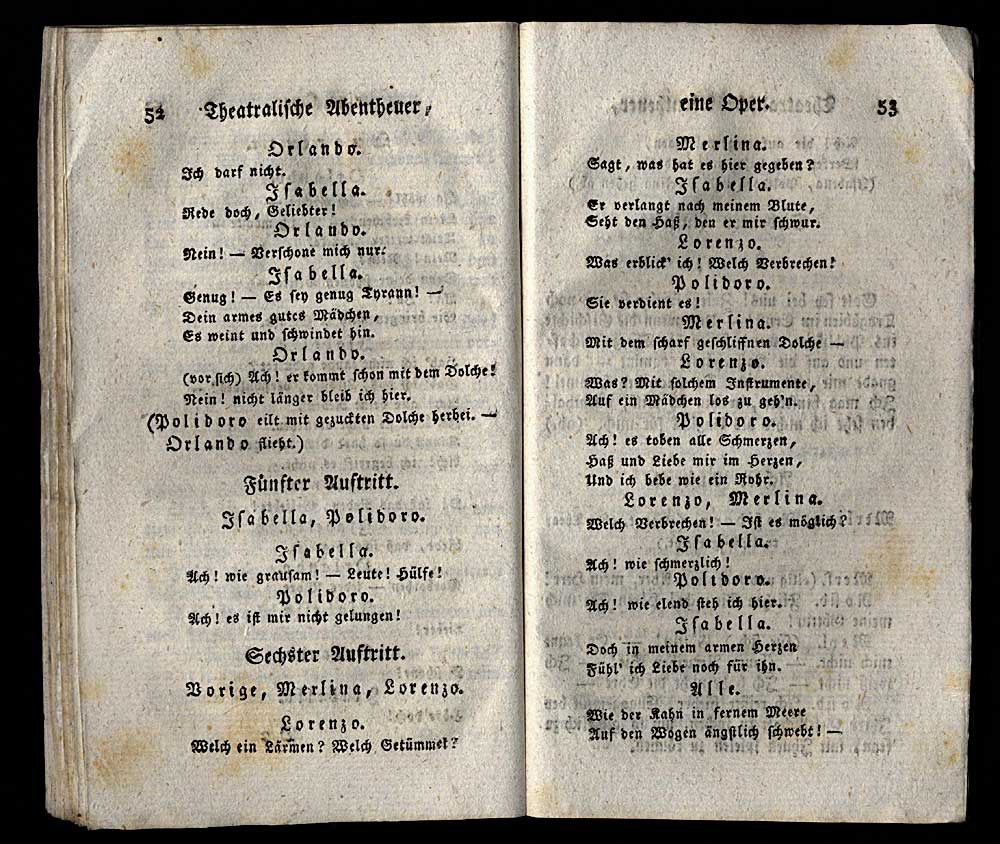 52 Theatralische Abentheuer,
Orlando.
Ich darf nicht.
Isabella.
Rede doch, Geliebter!
Orlando.
Nein! — Verschone mich nur.
Isabella.
Genug! — Es sey genug Tyrann! —
Dein armes gutes Mädchen,
Es weint und schwindet hin.
Orlando.
(vor sich) Ach! er kommt schon mit dem Dolche!
Nein! nicht länger bleib ich hier.
(Polidoro eilt mit gezuckten Dolche herbei. —
Orlando flieht.)
Fünfter Auftritt.
Isabella, Polidoro.
Isabella.
Ach! wie grausam! — Leute! Hülfe!
Polidoro.
Ach! es ist mir nicht gelungen!
Sechster Auftritt.
Vorige, Merlina, Lorenzo.
Lorenzo.
Welch ein Lärmen? Welch Getümmel?
eine Oper. 53
Merlina.
Sagt, was hat es hier gegeben?
Isabella.
Er verlangt nach meinem Blute,
Seht den Haß, den er mir schwur.
Lorenzo.
Was erblick' ich! Welch Verbrechen!
Polidoro.
Sie verdient es!
Merlina.
Mit dem scharf geschliffnen Dolche —
Lorenzo.
Was? Mit solchem Instrumente,
Auf ein Mädchen los zu geh'n.
Polidoro.
Ach! es toben alle Schmerzen,
Haß und Liebe mir im Herzen,
Und ich bebe wie ein Rohr.
Lorenzo, Merlina.
Welch Verbrechen! — Ist es möglich?
Isabella.
Ach! wie schmerzlich!
Polidoro.
Ach! wie elend steh ich hier.
Isabella.
Doch in meinem armen Herzen
Fühl' ich Liebe noch für ihn.
Alle.
Wie der Kahn in fernem Meere
Auf den Wogen ängstlich schwebt! —